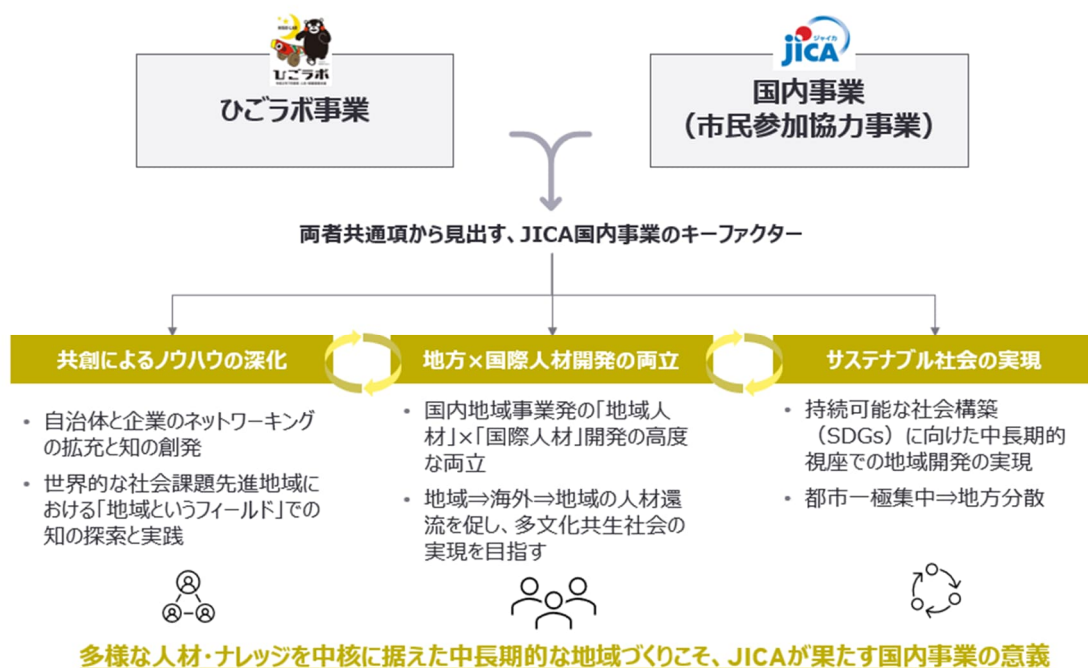 ひごラボ
ひごラボ事業
ジャイカ
JICA
国内事業
（市民参加協力事業）
両者共通項から見出す、JICA国内事業のキーファクター
共創によるノウハウの深化
• 自治体と企業のネットワーキング
の拡充と知の創発
• 世界的な社会課題先進地域に
おける「地域というフィールド」での
知の探索と実践
地方×国際人材開発の両立
• 国内地域事業発の「地域人
材」×「国際人材」開発の高度
な両立
• 地域⇒海外⇒地域の人材還
流を促し、多文化共生社会の
実現を目指す
サステナブル社会の実現
• 持続可能な社会構築
（SDGs）に向けた中長期的
視座での地域開発の実現
• 都市一極集中⇒地方分散
多様な人材・ナレッジを中核に据えた中長期的な地域づくりこそ、JICAが果たす国内事業の意義